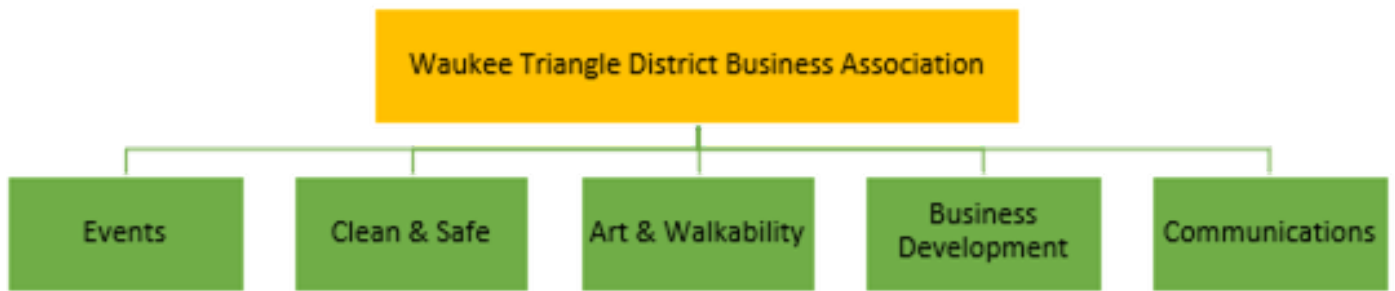 Waukee Triangle District Business Association
Events
Clean & Safe
Art & Walkability
Business
Development
Communications